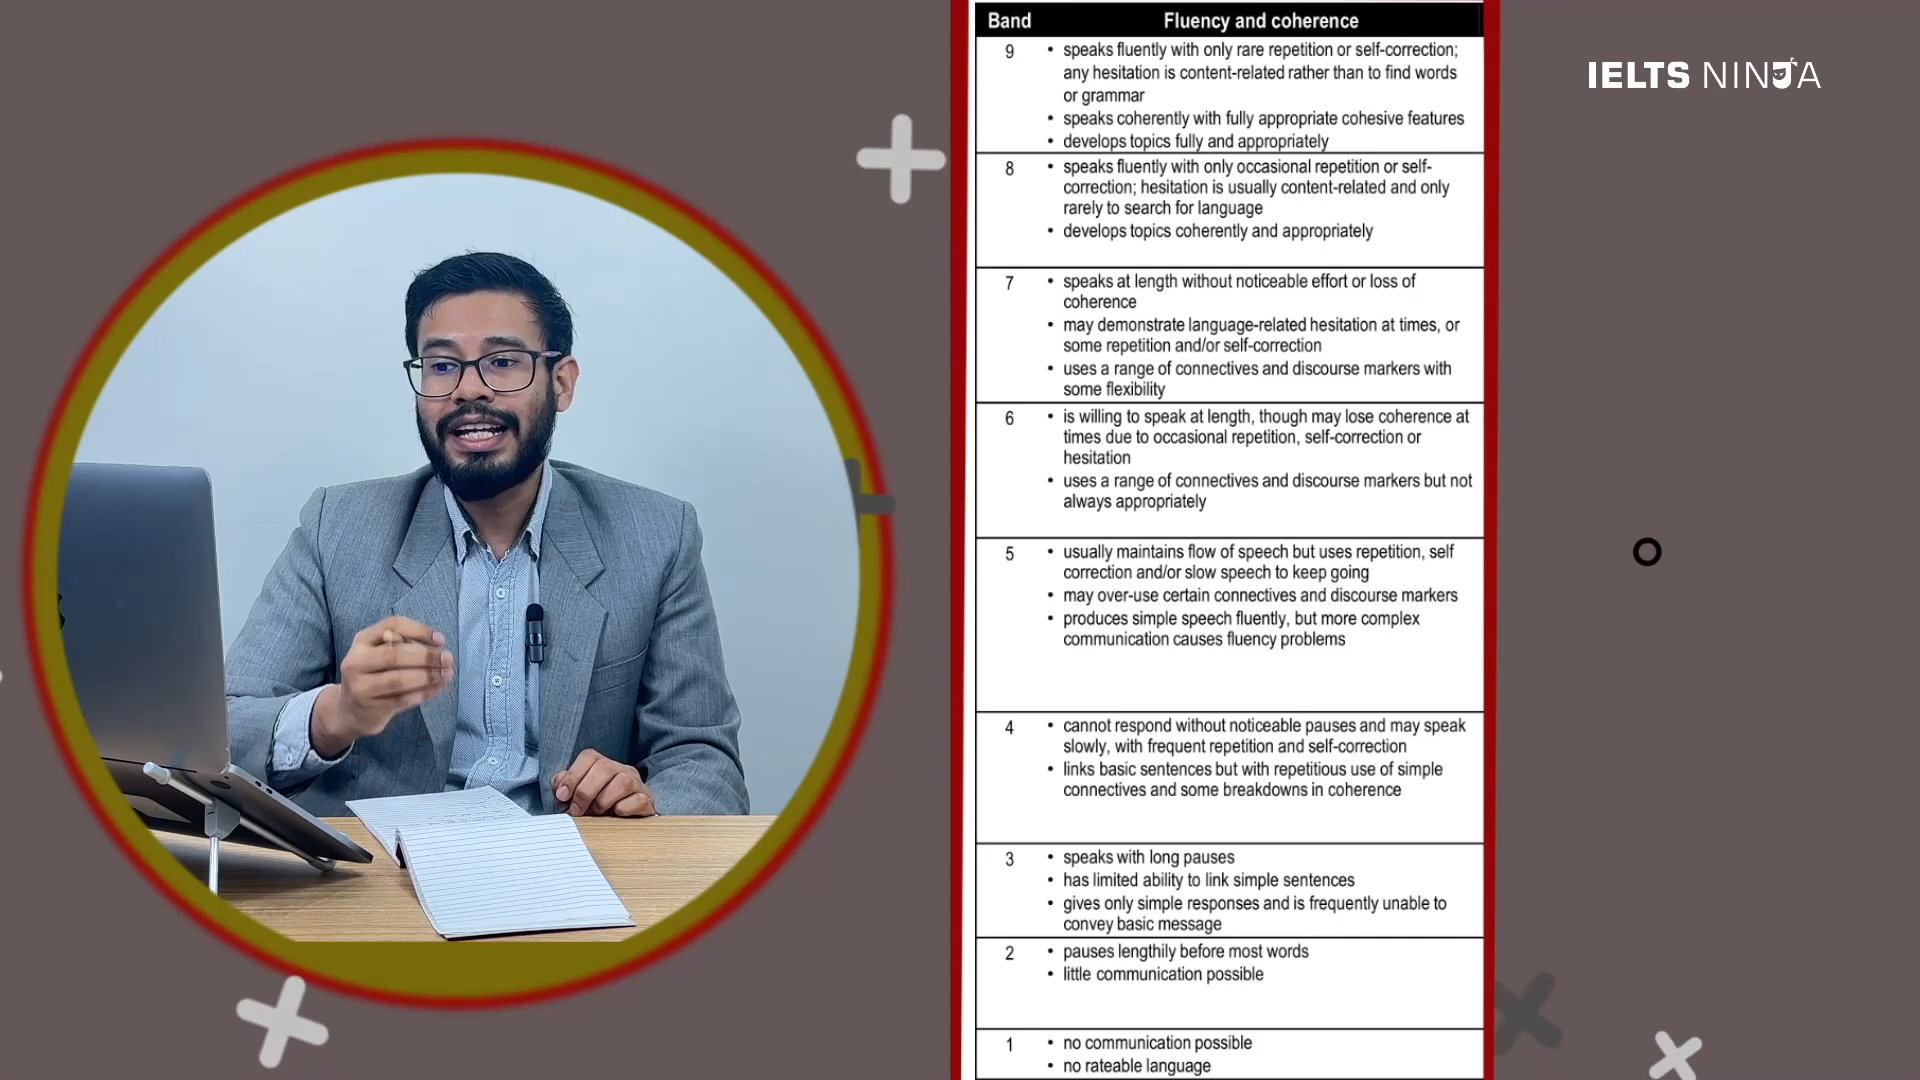 Band Fluency and coherence
9
• speaks fluently with only rare repetition or self-correction;
any hesitation is content-related rather than to find words
or grammar
• speaks coherently with fully appropriate cohesive features
• develops topics fully and appropriately
8
• speaks fluently with only occasional repetition or self-
correction; hesitation is usually content-related and only
rarely to search for language
• develops topics coherently and appropriately
7
• speaks at length without noticeable effort or loss of
coherence
• may demonstrate language-related hesitation at times, or
some repetition and/or self-correction
• uses a range of connectives and discourse markers with
some flexibility
6
• is willing to speak at length, though may lose coherence at
times due to occasional repetition, self-correction or
hesitation
• uses a range of connectives and discourse markers but not
always appropriately
5
• usually maintains flow of speech but uses repetition, self
correction and/or slow speech to keep going
• may over-use certain connectives and discourse markers
• produces simple speech fluently, but more complex
communication causes fluency problems
4
• cannot respond without noticeable pauses and may speak
slowly, with frequent repetition and self-correction
• links basic sentences but with repetitious use of simple
connectives and some breakdowns in coherence
3
• speaks with long pauses
• has limited ability to link simple sentences
• gives only simple responses and is frequently unable to
convey basic message
2
• pauses lengthily before most words
• little communication possible
1
• no communication possible
• no rateable language
IELTS NINJA